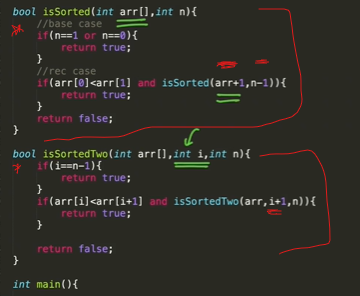 bool isSorted(int arr[],int n){
//base case
if(n==1 or n==0){
return true;
}
//rec case
if(arr[0]<arr[1] and isSorted(arr+1,n-1)){
return true;
}
return false;
}
bool isSortedTwo(int arr[],int i,int n){
if(i==n-1){
return true;
}
if(arr[i]<arr[i+1] and isSortedTwo(arr,i+1,n)){
return true;
}
return false;
}
int main(){